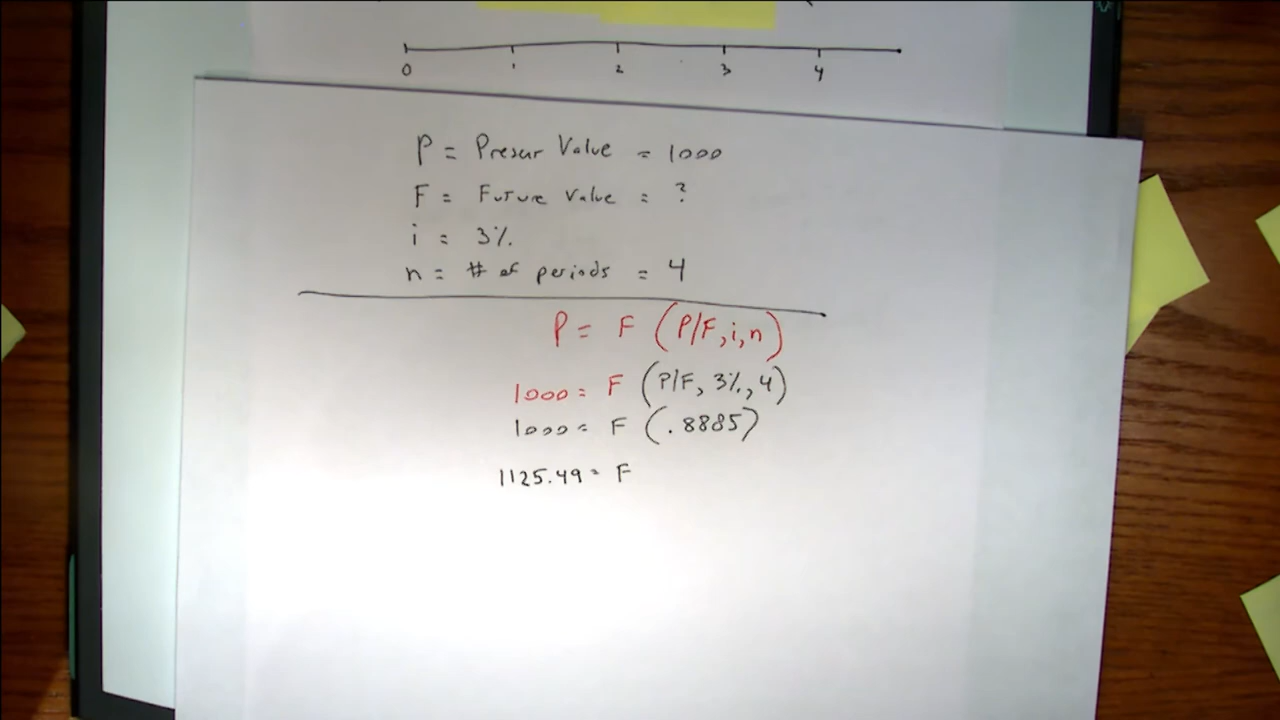 0 1 2 3 4
P = Presur Value = 1000
F = Future Value = ?
i = 3%
n = # of periods = 4
P = F (P/F, i, n)
1000 = F (P/F, 3%, 4)
1000 = F (.8885)
1125.49 = F